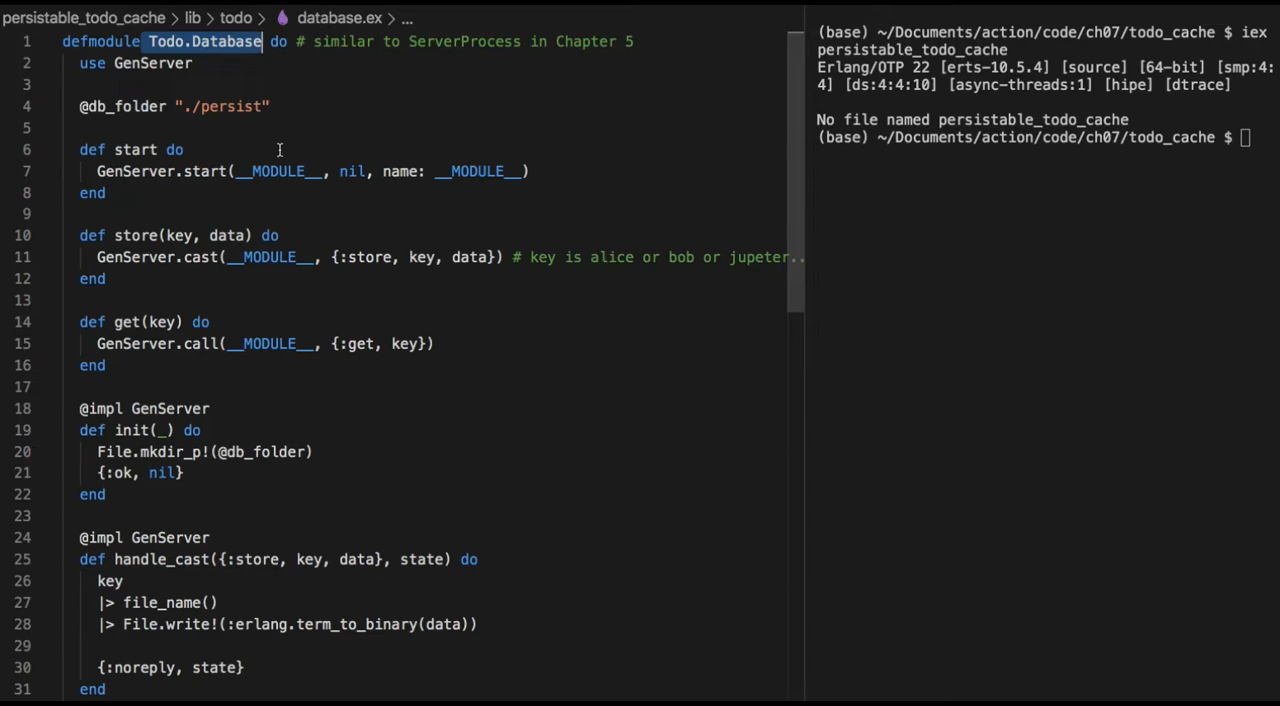 persistable_todo_cache > lib > todo > database.ex > ...
1 defmodule Todo.Database do # similar to ServerProcess in Chapter 5
2 use GenServer
3
4 @db_folder "./persist"
5
6 def start do
7 GenServer.start(__MODULE__, nil, name: __MODULE__)
8 end
9
10 def store(key, data) do
11 GenServer.cast(__MODULE__, {:store, key, data}) # key is alice or bob or jupeter..
12 end
13
14 def get(key) do
15 GenServer.call(__MODULE__, {:get, key})
16 end
17
18 @impl GenServer
19 def init(_) do
20 File.mkdir_p!(@db_folder)
21 {:ok, nil}
22 end
23
24 @impl GenServer
25 def handle_cast({:store, key, data}, state) do
26 key
27 |> file_name()
28 |> File.write!(:erlang.term_to_binary(data))
29
30 {:noreply, state}
31 end
(base) ~/Documents/action/code/ch07/todo_cache $ iex
persistable_todo_cache
Erlang/OTP 22 [erts-10.5.4] [source] [64-bit] [smp:4:
4] [ds:4:4:10] [async-threads:1] [hipe] [dtrace]
No file named persistable_todo_cache
(base) ~/Documents/action/code/ch07/todo_cache $